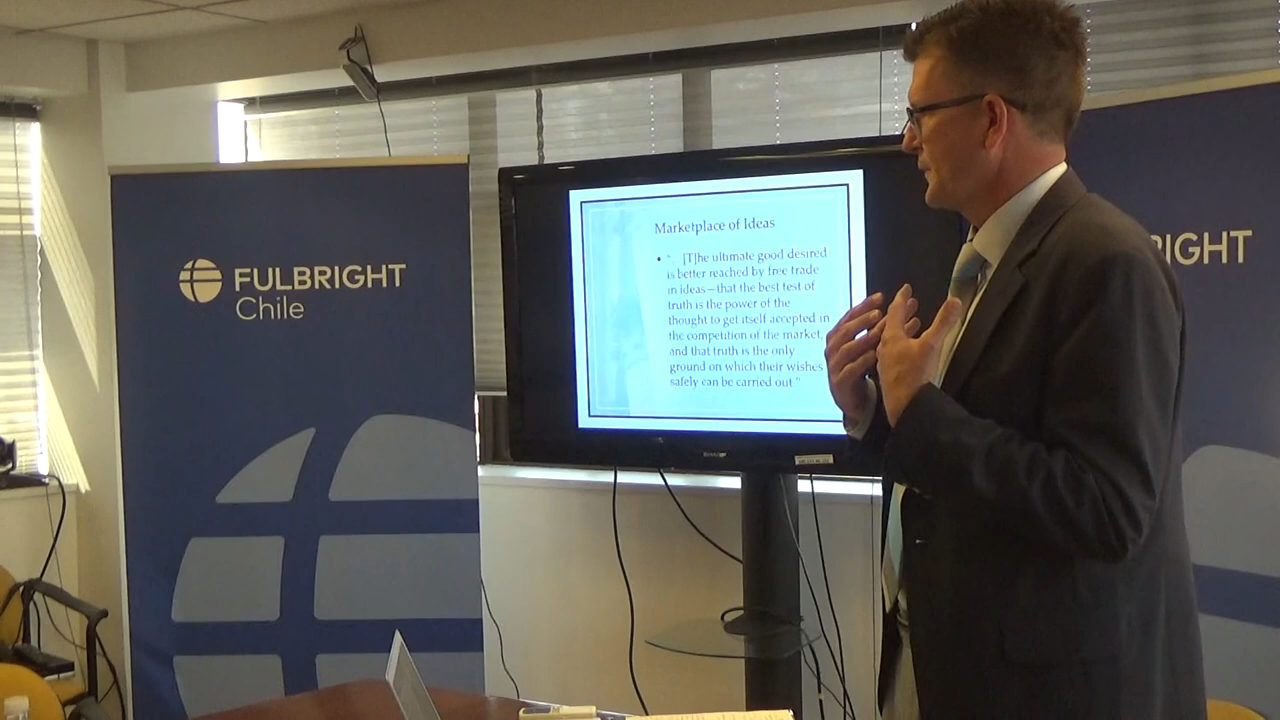 FULBRIGHT
Chile
Marketplace of Ideas
• ". [T]he ultimate good desired
is better reached by free trade
in ideas—that the best test of
truth is the power of the
thought to get itself accepted in
the competition of the market,
and that truth is the only
ground on which their wishes
safely can be carried out."
RIGHT